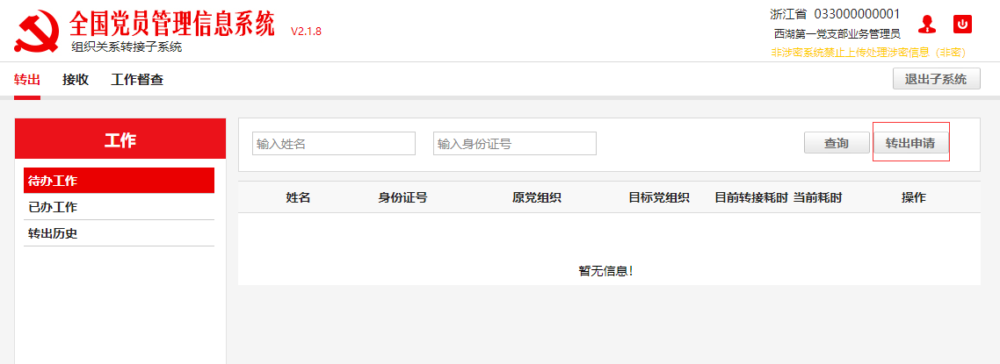 全国党员管理信息系统 V2.1.8
组织关系转接子系统
浙江省 033000000001
西湖第一党支部业务管理员
非涉密系统禁止上传处理涉密信息（非密）
转出 接收 工作督查 退出子系统
工作
待办工作
已办工作
转出历史
输入姓名 输入身份证号 查询 转出申请
姓名 身份证号 原党组织 目标党组织 目前转接耗时 当前耗时 操作
暂无信息！